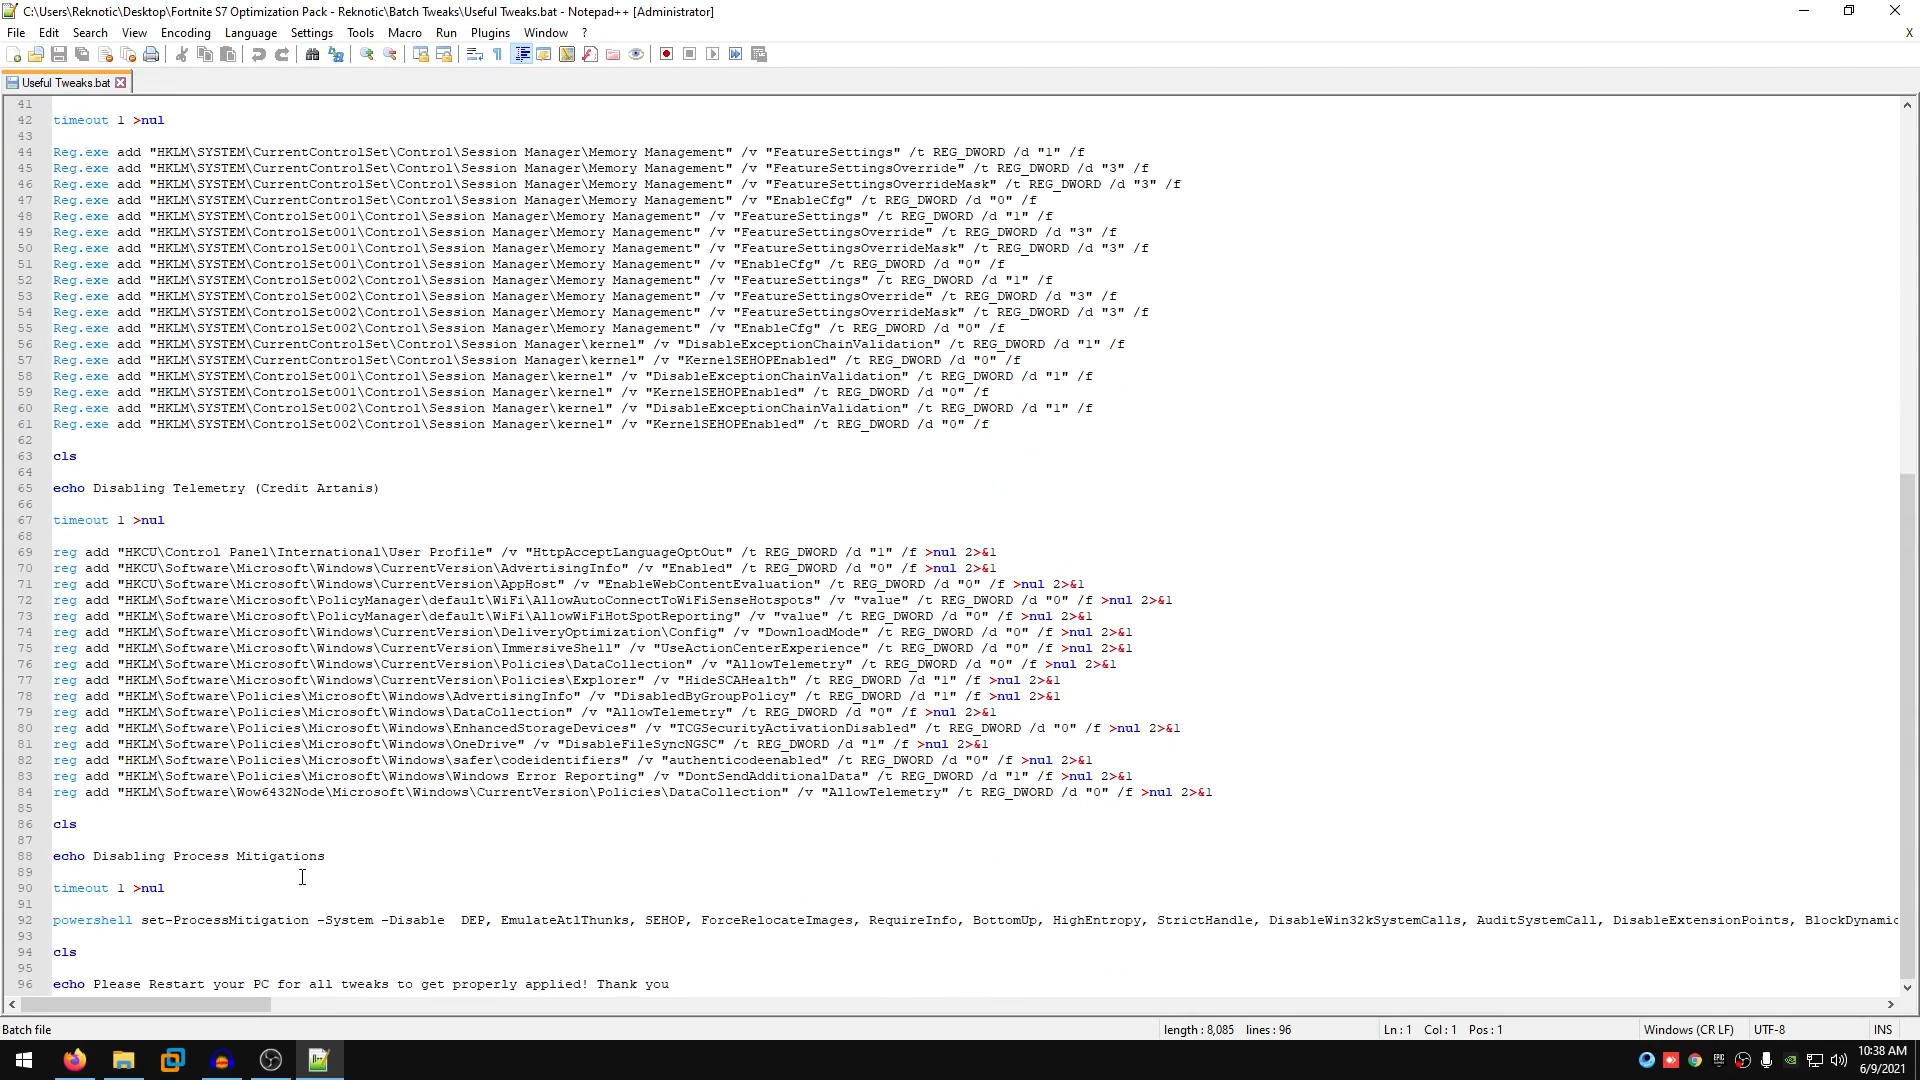 C:\Users\Reknotic\Desktop\Fortnite S7 Optimization Pack - Reknotic\Batch Tweaks\Useful Tweaks.bat - Notepad++ [Administrator]
File Edit Search View Encoding Language Settings Tools Macro Run Plugins Window ? X
Useful Tweaks.bat
41
42 timeout 1 >nul
43
44 Reg.exe add "HKLM\SYSTEM\CurrentControlSet\Control\Session Manager\Memory Management" /v "FeatureSettings" /t REG_DWORD /d "1" /f
45 Reg.exe add "HKLM\SYSTEM\CurrentControlSet\Control\Session Manager\Memory Management" /v "FeatureSettingsOverride" /t REG_DWORD /d "3" /f
46 Reg.exe add "HKLM\SYSTEM\CurrentControlSet\Control\Session Manager\Memory Management" /v "FeatureSettingsOverrideMask" /t REG_DWORD /d "3" /f
47 Reg.exe add "HKLM\SYSTEM\CurrentControlSet\Control\Session Manager\Memory Management" /v "EnableCfg" /t REG_DWORD /d "0" /f
48 Reg.exe add "HKLM\SYSTEM\ControlSet001\Control\Session Manager\Memory Management" /v "FeatureSettings" /t REG_DWORD /d "1" /f
49 Reg.exe add "HKLM\SYSTEM\ControlSet001\Control\Session Manager\Memory Management" /v "FeatureSettingsOverride" /t REG_DWORD /d "3" /f
50 Reg.exe add "HKLM\SYSTEM\ControlSet001\Control\Session Manager\Memory Management" /v "FeatureSettingsOverrideMask" /t REG_DWORD /d "3" /f
51 Reg.exe add "HKLM\SYSTEM\ControlSet001\Control\Session Manager\Memory Management" /v "EnableCfg" /t REG_DWORD /d "0" /f
52 Reg.exe add "HKLM\SYSTEM\ControlSet002\Control\Session Manager\Memory Management" /v "FeatureSettings" /t REG_DWORD /d "1" /f
53 Reg.exe add "HKLM\SYSTEM\ControlSet002\Control\Session Manager\Memory Management" /v "FeatureSettingsOverride" /t REG_DWORD /d "3" /f
54 Reg.exe add "HKLM\SYSTEM\ControlSet002\Control\Session Manager\Memory Management" /v "FeatureSettingsOverrideMask" /t REG_DWORD /d "3" /f
55 Reg.exe add "HKLM\SYSTEM\ControlSet002\Control\Session Manager\Memory Management" /v "EnableCfg" /t REG_DWORD /d "0" /f
56 Reg.exe add "HKLM\SYSTEM\CurrentControlSet\Control\Session Manager\kernel" /v "DisableExceptionChainValidation" /t REG_DWORD /d "1" /f
57 Reg.exe add "HKLM\SYSTEM\CurrentControlSet\Control\Session Manager\kernel" /v "KernelSEHOPEnabled" /t REG_DWORD /d "0" /f
58 Reg.exe add "HKLM\SYSTEM\ControlSet001\Control\Session Manager\kernel" /v "DisableExceptionChainValidation" /t REG_DWORD /d "1" /f
59 Reg.exe add "HKLM\SYSTEM\ControlSet001\Control\Session Manager\kernel" /v "KernelSEHOPEnabled" /t REG_DWORD /d "0" /f
60 Reg.exe add "HKLM\SYSTEM\ControlSet002\Control\Session Manager\kernel" /v "DisableExceptionChainValidation" /t REG_DWORD /d "1" /f
61 Reg.exe add "HKLM\SYSTEM\ControlSet002\Control\Session Manager\kernel" /v "KernelSEHOPEnabled" /t REG_DWORD /d "0" /f
62
63 cls
64
65 echo Disabling Telemetry (Credit Artanis)
66
67 timeout 1 >nul
68
69 reg add "HKCU\Control Panel\International\User Profile" /v "HttpAcceptLanguageOptOut" /t REG_DWORD /d "1" /f >nul 2>&1
70 reg add "HKCU\Software\Microsoft\Windows\CurrentVersion\AdvertisingInfo" /v "Enabled" /t REG_DWORD /d "0" /f >nul 2>&1
71 reg add "HKCU\Software\Microsoft\Windows\CurrentVersion\AppHost" /v "EnableWebContentEvaluation" /t REG_DWORD /d "0" /f >nul 2>&1
72 reg add "HKLM\Software\Microsoft\PolicyManager\default\WiFi\AllowAutoConnectToWiFiSenseHotspots" /v "value" /t REG_DWORD /d "0" /f >nul 2>&1
73 reg add "HKLM\Software\Microsoft\PolicyManager\default\WiFi\AllowWiFiHotSpotReporting" /v "value" /t REG_DWORD /d "0" /f >nul 2>&1
74 reg add "HKLM\Software\Microsoft\Windows\CurrentVersion\DeliveryOptimization\Config" /v "DownloadMode" /t REG_DWORD /d "0" /f >nul 2>&1
75 reg add "HKLM\Software\Microsoft\Windows\CurrentVersion\ImmersiveShell" /v "UseActionCenterExperience" /t REG_DWORD /d "0" /f >nul 2>&1
76 reg add "HKLM\Software\Microsoft\Windows\CurrentVersion\Policies\DataCollection" /v "AllowTelemetry" /t REG_DWORD /d "0" /f >nul 2>&1
77 reg add "HKLM\Software\Microsoft\Windows\CurrentVersion\Policies\Explorer" /v "HideSCAHealth" /t REG_DWORD /d "1" /f >nul 2>&1
78 reg add "HKLM\Software\Policies\Microsoft\Windows\AdvertisingInfo" /v "DisabledByGroupPolicy" /t REG_DWORD /d "1" /f >nul 2>&1
79 reg add "HKLM\Software\Policies\Microsoft\Windows\DataCollection" /v "AllowTelemetry" /t REG_DWORD /d "0" /f >nul 2>&1
80 reg add "HKLM\Software\Policies\Microsoft\Windows\EnhancedStorageDevices" /v "TCGSecurityActivationDisabled" /t REG_DWORD /d "0" /f >nul 2>&1
81 reg add "HKLM\Software\Policies\Microsoft\Windows\OneDrive" /v "DisableFileSyncNGSC" /t REG_DWORD /d "1" /f >nul 2>&1
82 reg add "HKLM\Software\Policies\Microsoft\Windows\safer\codeidentifiers" /v "authenticodeenabled" /t REG_DWORD /d "0" /f >nul 2>&1
83 reg add "HKLM\Software\Policies\Microsoft\Windows\Windows Error Reporting" /v "DontSendAdditionalData" /t REG_DWORD /d "1" /f >nul 2>&1
84 reg add "HKLM\Software\Wow6432Node\Microsoft\Windows\CurrentVersion\Policies\DataCollection" /v "AllowTelemetry" /t REG_DWORD /d "0" /f >nul 2>&1
85
86 cls
87
88 echo Disabling Process Mitigations
89
90 timeout 1 >nul
91
92 powershell set-ProcessMitigation -System -Disable  DEP, EmulateAtlThunks, SEHOP, ForceRelocateImages, RequireInfo, BottomUp, HighEntropy, StrictHandle, DisableWin32kSystemCalls, AuditSystemCall, DisableExtensionPoints, BlockDynamic
93
94 cls
95
96 echo Please Restart your PC for all tweaks to get properly applied! Thank you
Batch file length : 8,085 lines : 96 Ln : 1 Col : 1 Pos : 1 Windows (CR LF) UTF-8 INS
10:38 AM
6/9/2021